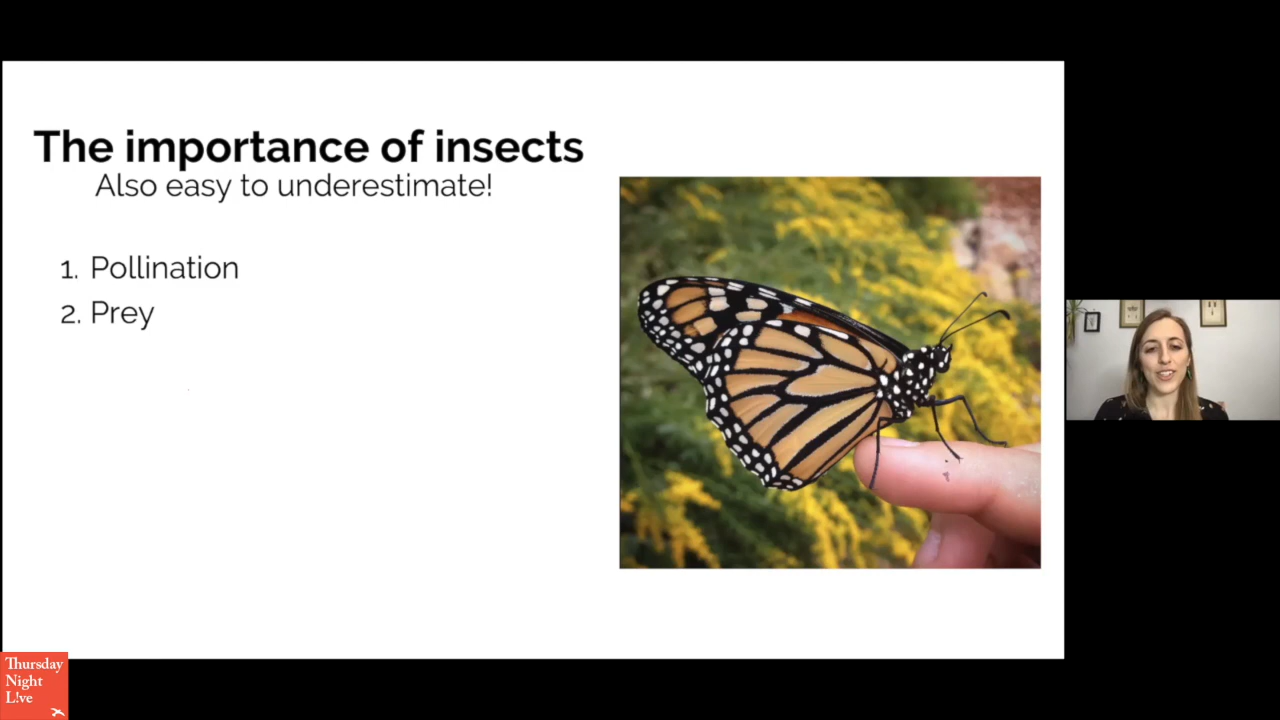 The importance of insects
Also easy to underestimate!
1. Pollination
2. Prey
Thursday
Night
L!ve